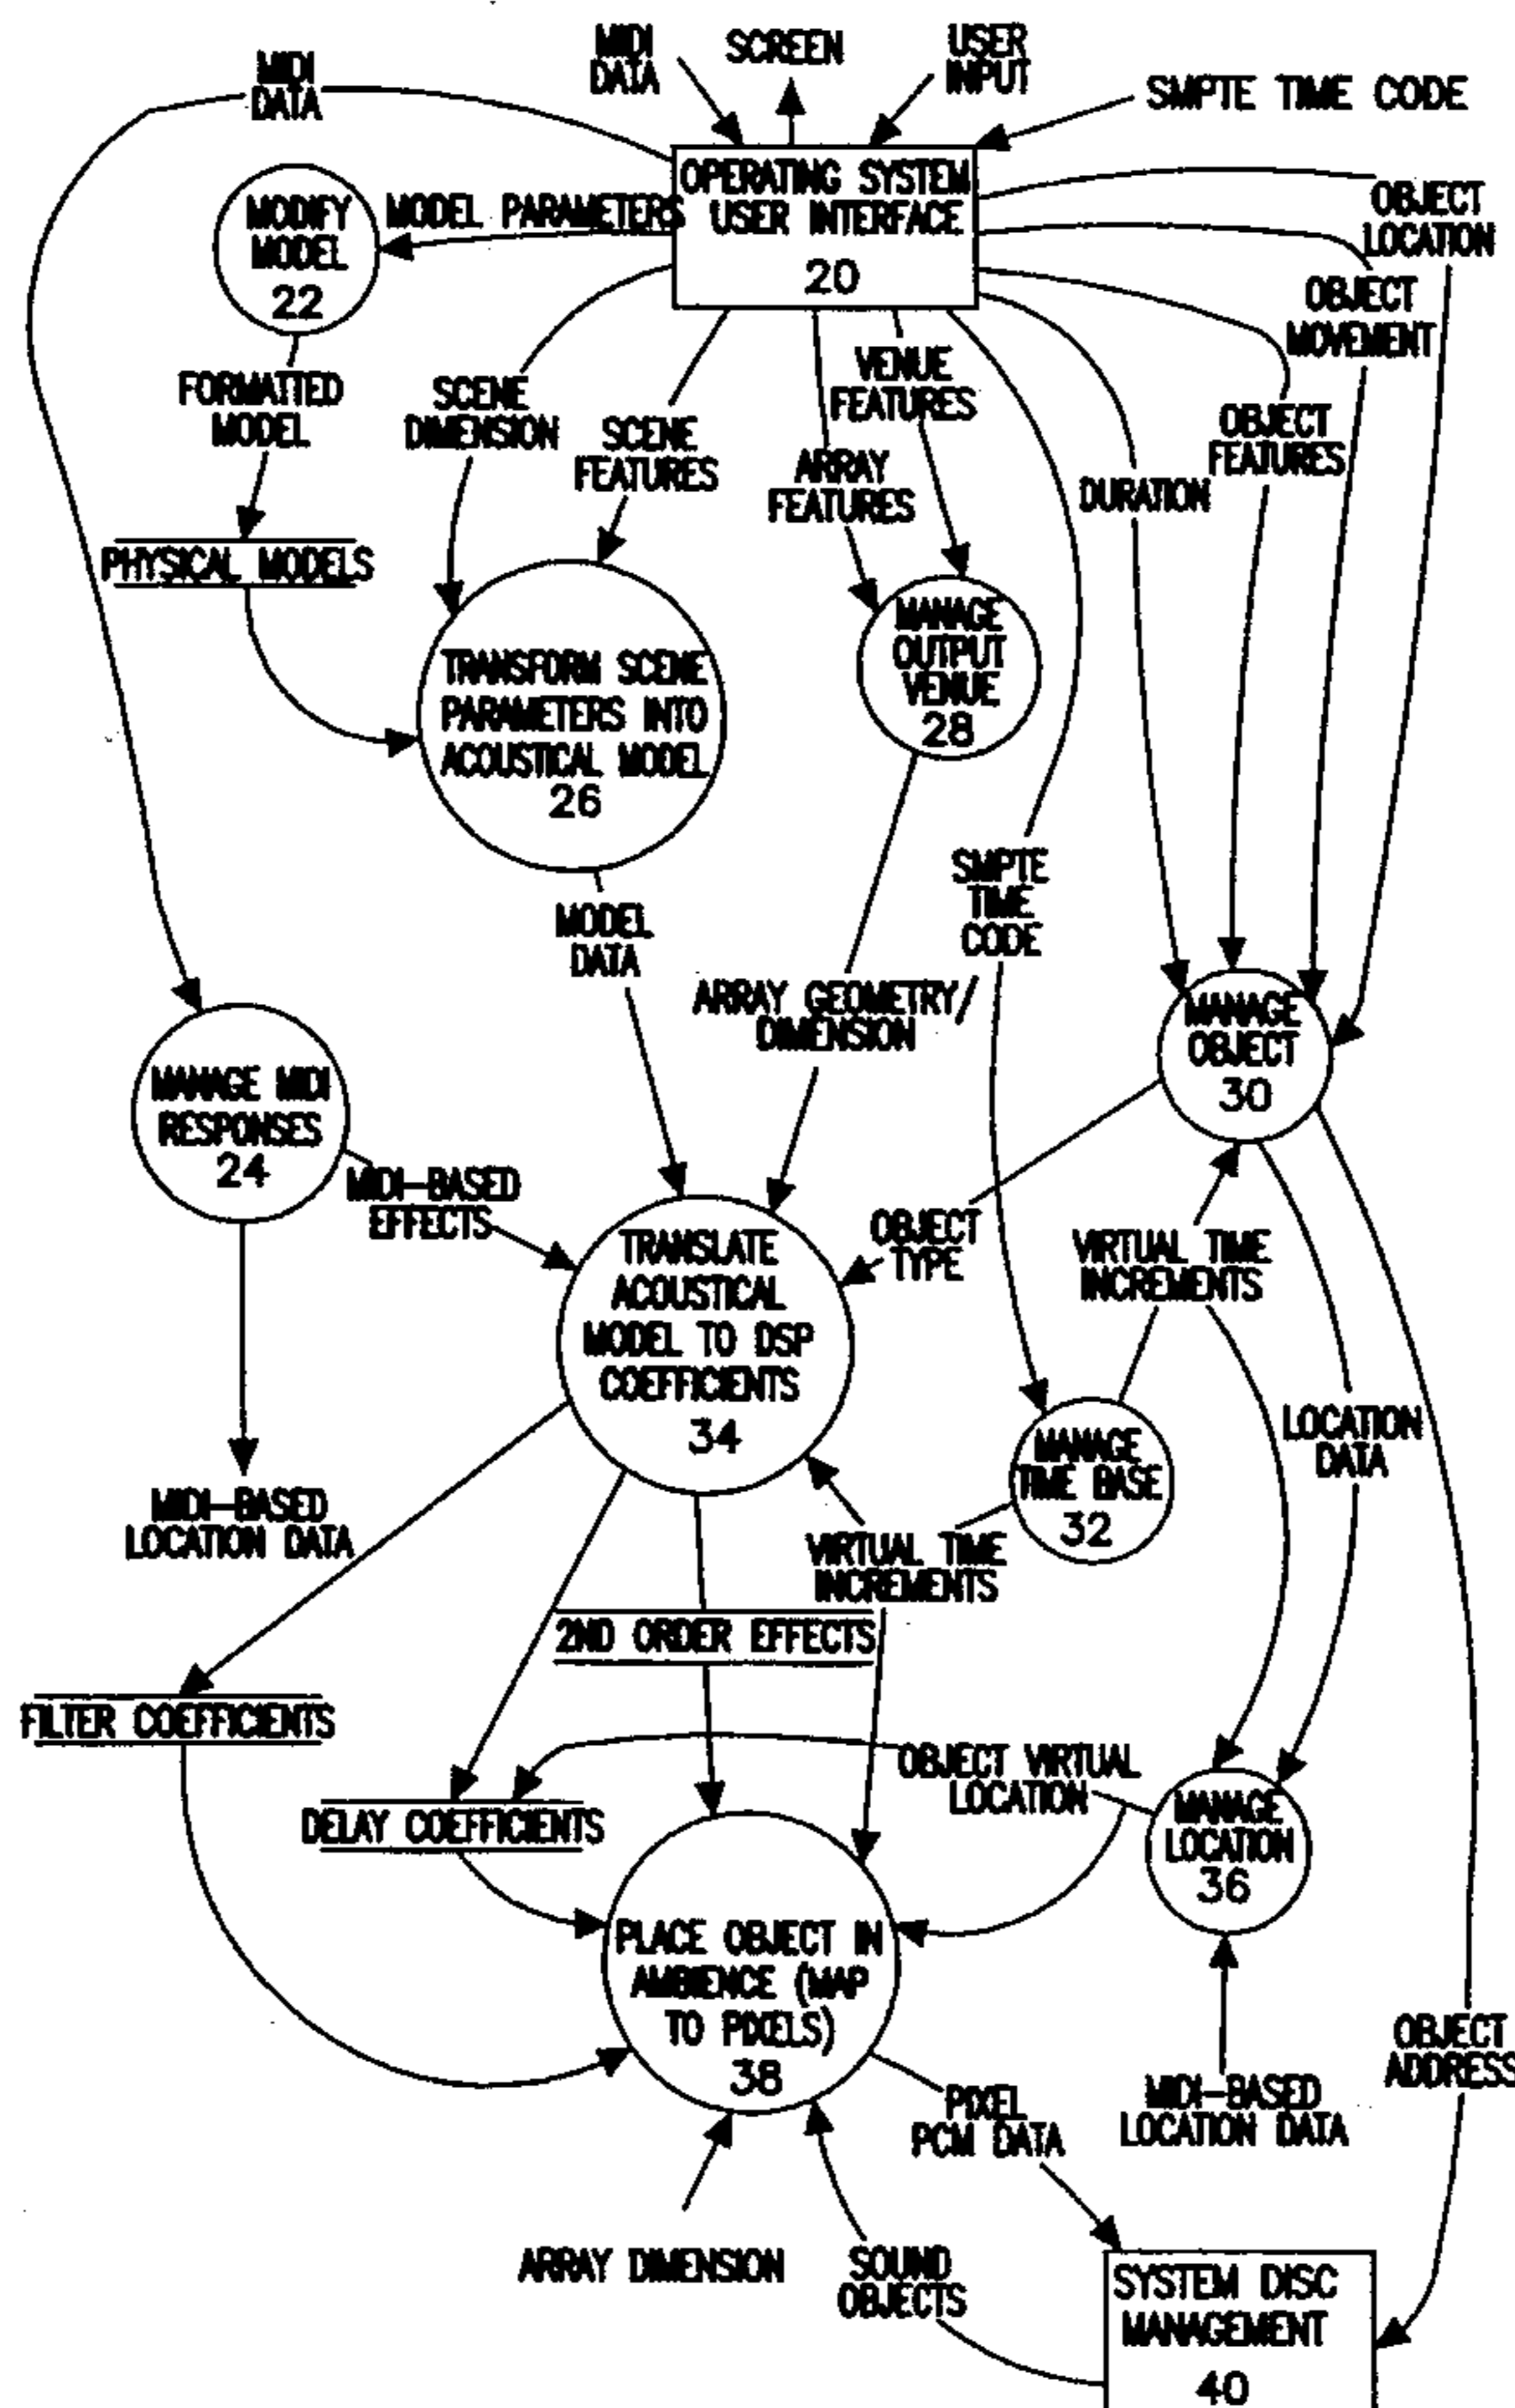 MIDI
DATA
MIDI
DATA
SCREEN
USER
INPUT
SMPTE TIME CODE
OPERATING SYSTEM
USER INTERFACE
20
MODIFY
MODEL
22
MODEL PARAMETERS
OBJECT
LOCATION
OBJECT
MOVEMENT
FORMATTED
MODEL
SCENE
DIMENSION
SCENE
FEATURES
VENUE
FEATURES
ARRAY
FEATURES
DURATION
OBJECT
FEATURES
PHYSICAL MODELS
TRANSFORM SCENE
PARAMETERS INTO
ACOUSTICAL MODEL
26
MANAGE
OUTPUT
VENUE
28
SMPTE
TIME
CODE
MODEL
DATA
ARRAY GEOMETRY/
DIMENSION
MANAGE
OBJECT
30
MANAGE MIDI
RESPONSES
24
MIDI-BASED
EFFECTS
TRANSLATE
ACOUSTICAL
MODEL TO DSP
COEFFICIENTS
34
OBJECT
TYPE
VIRTUAL TIME
INCREMENTS
LOCATION
DATA
MANAGE
TIME BASE
32
MIDI-BASED
LOCATION DATA
VIRTUAL TIME
INCREMENTS
2ND ORDER EFFECTS
FILTER COEFFICIENTS
OBJECT VIRTUAL
LOCATION
DELAY COEFFICIENTS
MANAGE
LOCATION
36
PLACE OBJECT IN
AMBIENCE (MAP
TO PIXELS)
38
OBJECT
ADDRESS
PIXEL
PCM DATA
MIDI-BASED
LOCATION DATA
ARRAY DIMENSION
SOUND
OBJECTS
SYSTEM DISC
MANAGEMENT
40